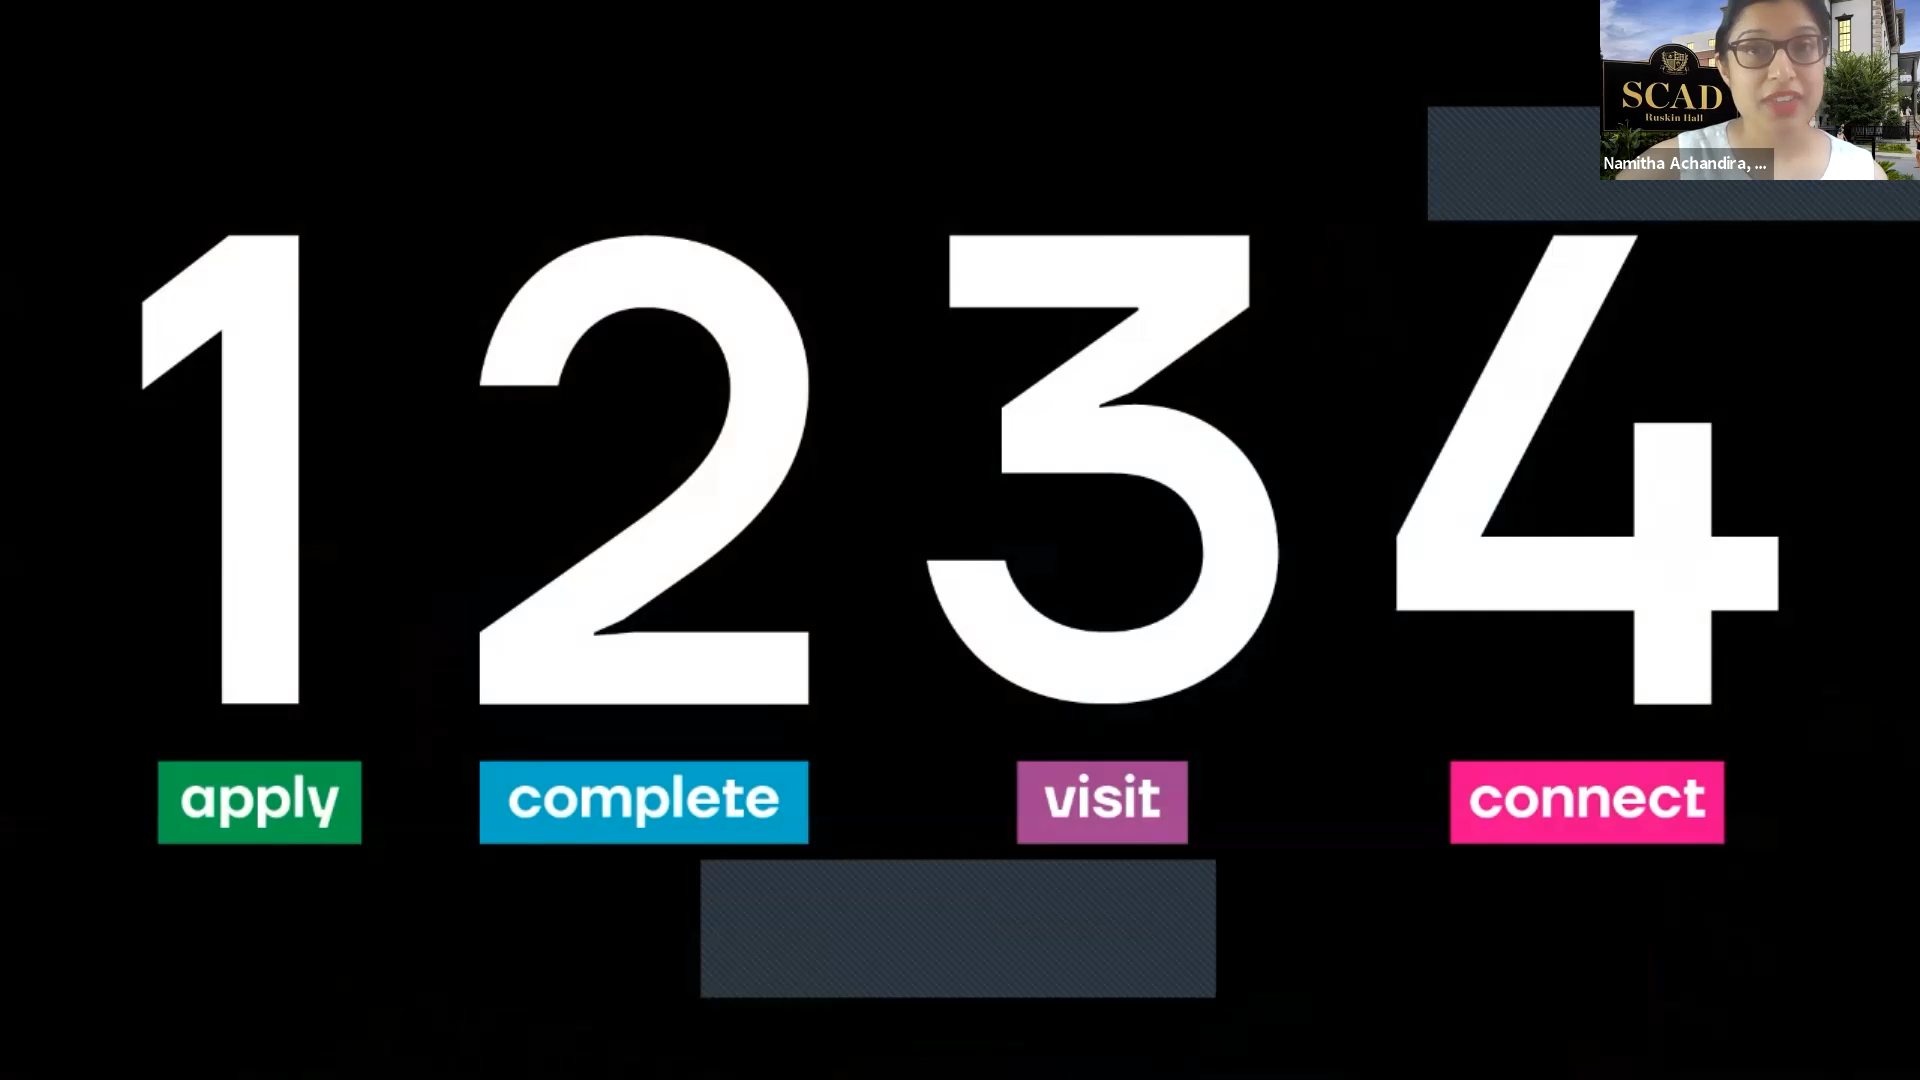 SCAD
Ruskin Hall
Namitha Achandira, ...
1 2 3 4
apply complete visit connect